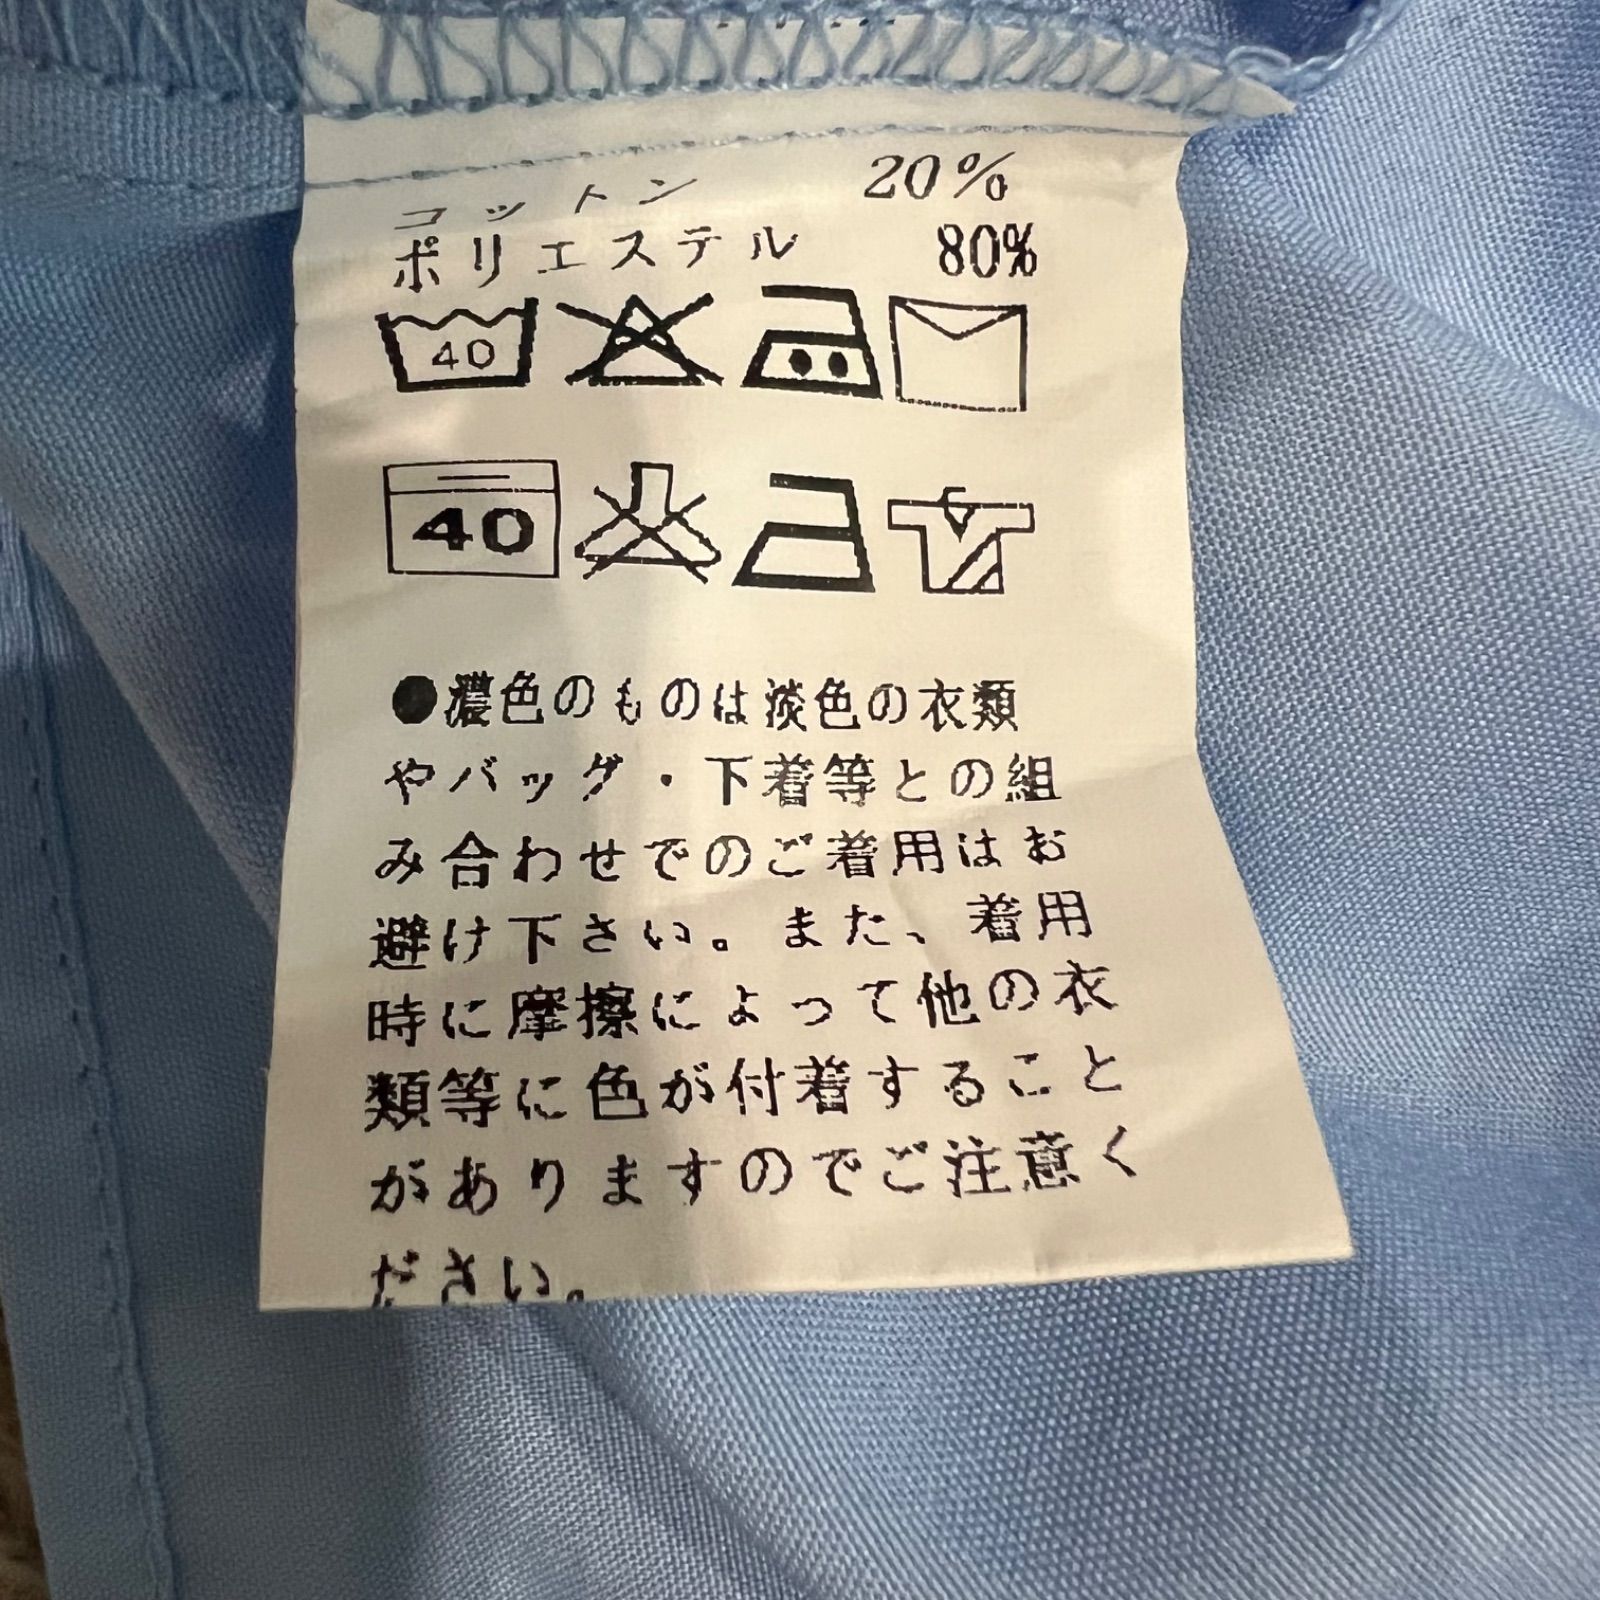 コットン 20%
ポリエステル 80%
40
40
●濃色のものは淡色の衣類
やバッグ・下着等との組
み合わせでのご着用はお
避け下さい。また、着用
時に摩擦によって他の衣
類等に色が付着すること
がありますのでご注意く
ださい。